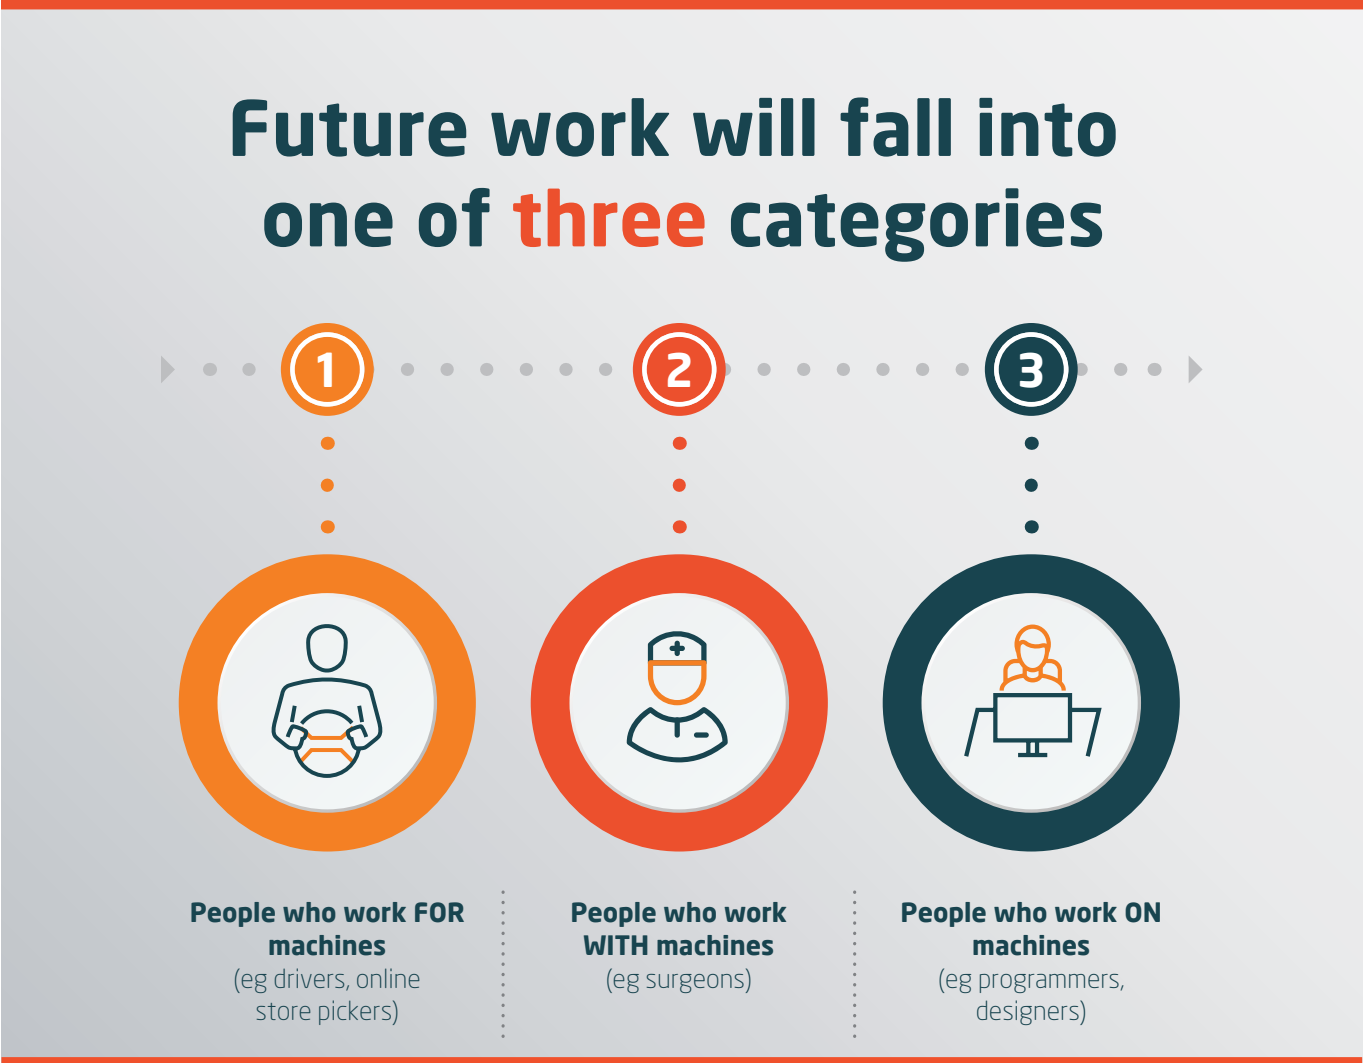 Future work will fall into
one of three categories
1
2
3
People who work FOR
machines
(eg drivers, online
store pickers)
People who work
WITH machines
(eg surgeons)
People who work ON
machines
(eg programmers,
designers)